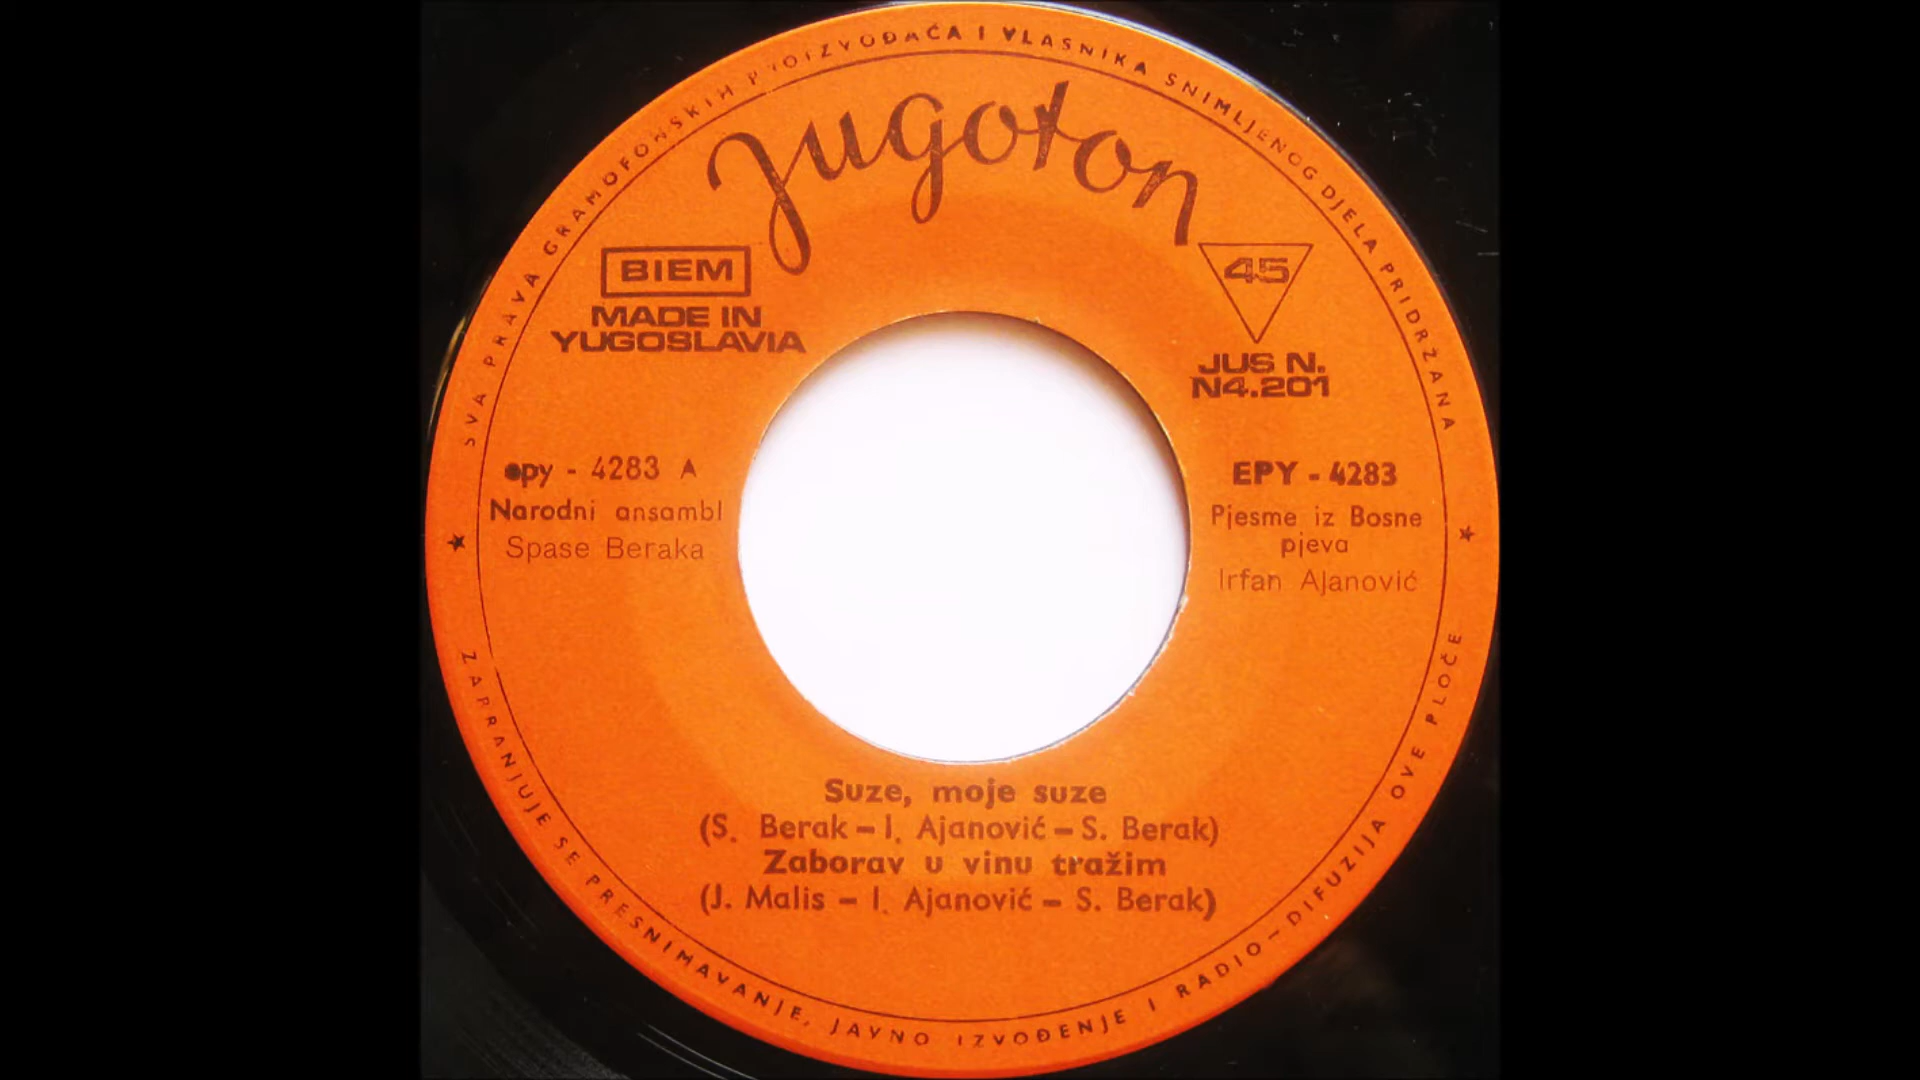 SVA PRAVA GRAMOFONSKIH PROIZVOĐAČA I VLASNIKA SNIMLJENOG DJELA PRIDRŽANA
Jugoton
BIEM
MADE IN
YUGOSLAVIA
45
JUS N.
N4.201
epy - 4283 A
Narodni ansambl
Spase Beraka
EPY - 4283
Pjesme iz Bosne
pjeva
Irfan Ajanović
Suze, moje suze
(S. Berak – I. Ajanović – S. Berak)
Zaborav u vinu tražim
(J. Malis – I. Ajanović – S. Berak)
ZABRANJUJE SE PRESNIMAVANJE, JAVNO IZVOĐENJE I RADIO – DIFUZIJA OVE PLOČE